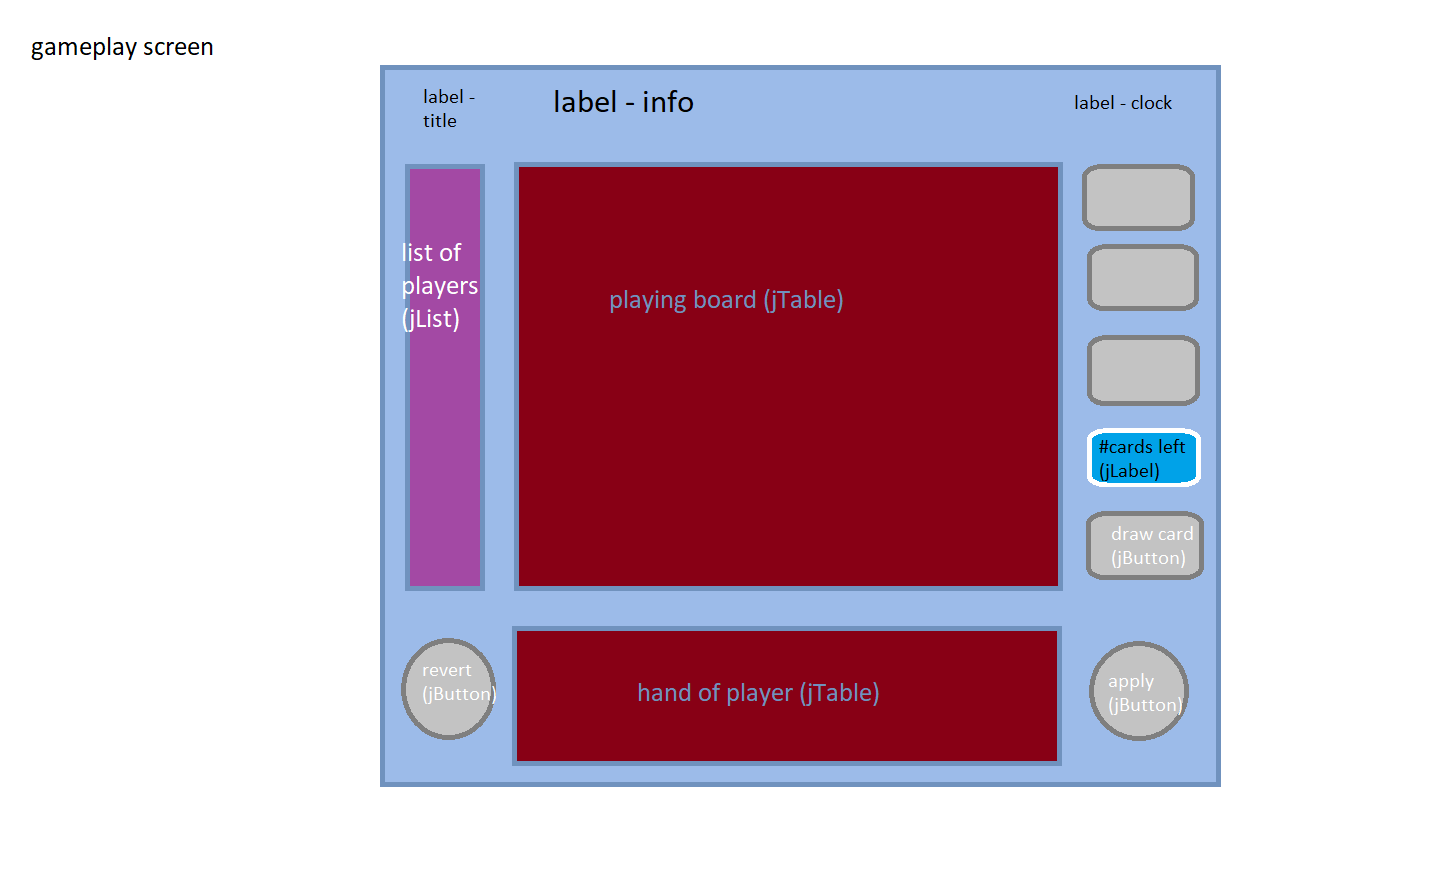 gameplay screen
label -
title
label - info
label - clock
list of
players
(jList)
playing board (jTable)
#cards left
(jLabel)
draw card
(jButton)
revert
(jButton)
hand of player (jTable)
apply
(jButton)